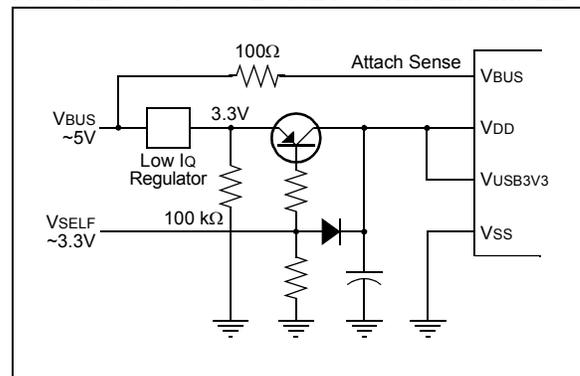 100Ω
Attach Sense
VBUS
VBUS
~5V
3.3V
VDD
Low IQ
Regulator
VUSB3V3
100 kΩ
VSELF
~3.3V
VSS